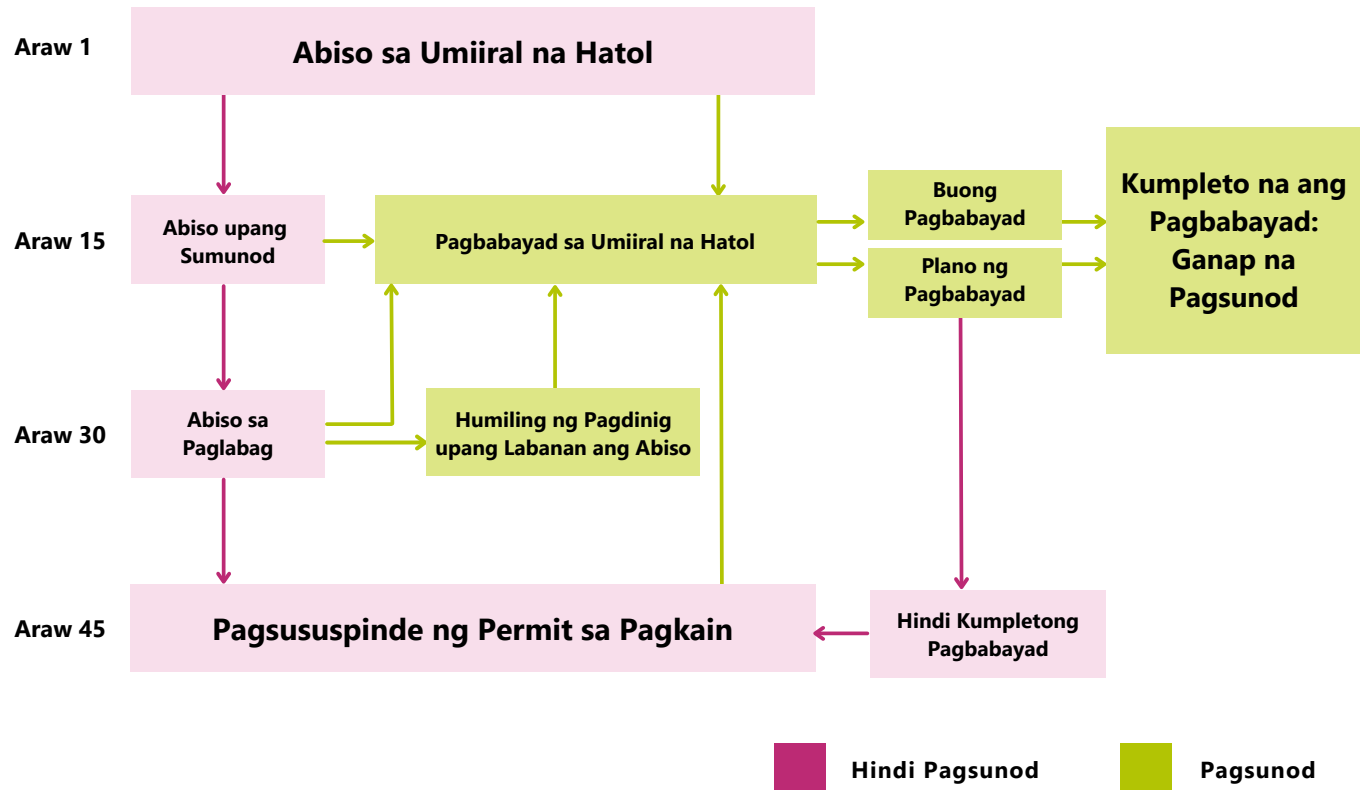 Araw 1
Abiso sa Umiiral na Hatol
Araw 15
Abiso upang
Sumunod
Pagbabayad sa Umiiral na Hatol
Buong
Pagbabayad
Plano ng
Pagbabayad
Kumpleto na ang
Pagbabayad:
Ganap na
Pagsunod
Araw 30
Abiso sa
Paglabag
Humiling ng Pagdinig
upang Labanan ang Abiso
Araw 45
Pagsususpinde ng Permit sa Pagkain
Hindi Kumpletong
Pagbabayad
Hindi Pagsunod
Pagsunod